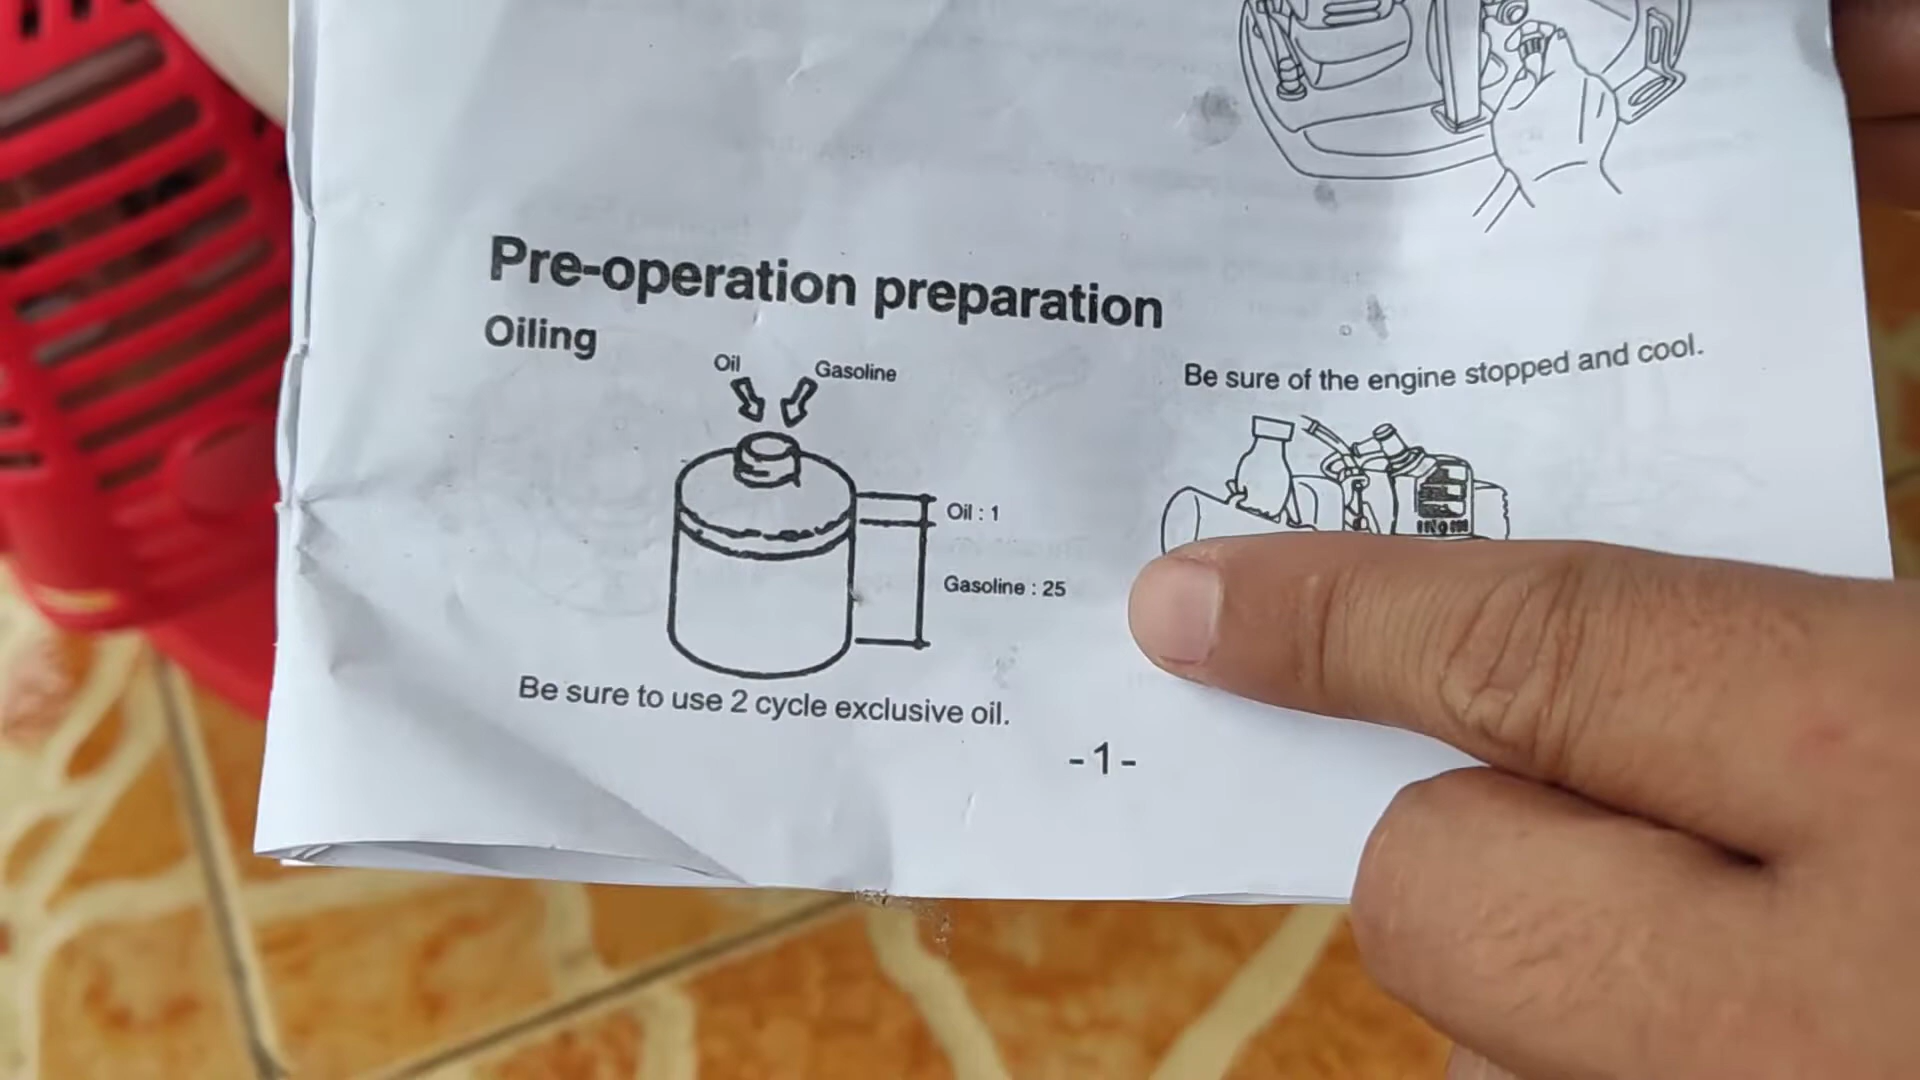 Pre-operation preparation
Oiling
Oil
Gasoline
Oil : 1
Gasoline : 25
Be sure to use 2 cycle exclusive oil.
Be sure of the engine stopped and cool.
-1-